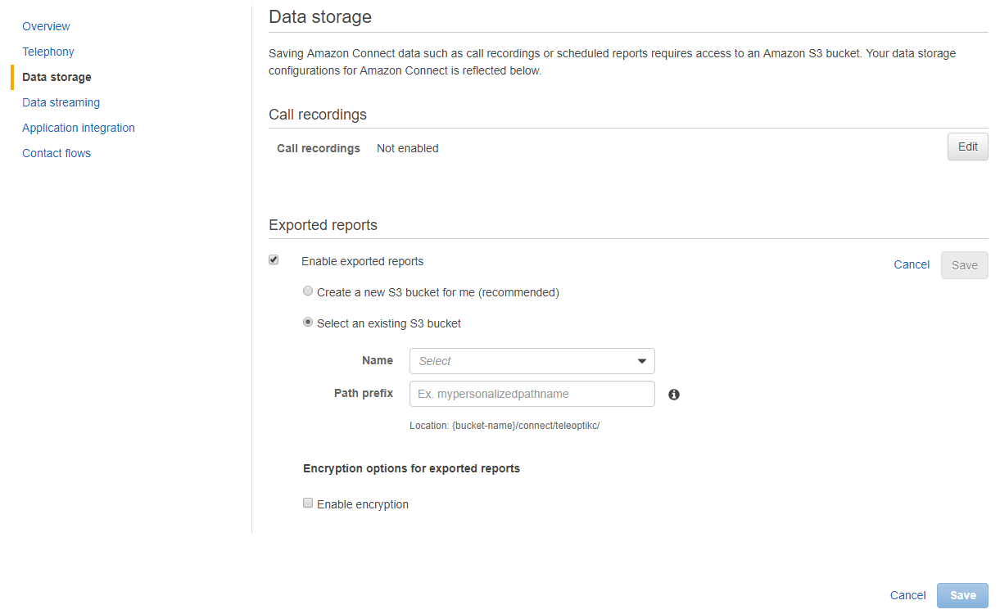 Overview
Telephony
Data storage
Data streaming
Application integration
Contact flows
Data storage
Saving Amazon Connect data such as call recordings or scheduled reports requires access to an Amazon S3 bucket. Your data storage
configurations for Amazon Connect is reflected below.
Call recordings
Call recordings Not enabled Edit
Exported reports
Enable exported reports Cancel Save
Create a new S3 bucket for me (recommended)
Select an existing S3 bucket
Name Select
Path prefix Ex. mypersonalizedpathname
Location: {bucket-name}/connect/teleoptikc/
Encryption options for exported reports
Enable encryption
Cancel Save